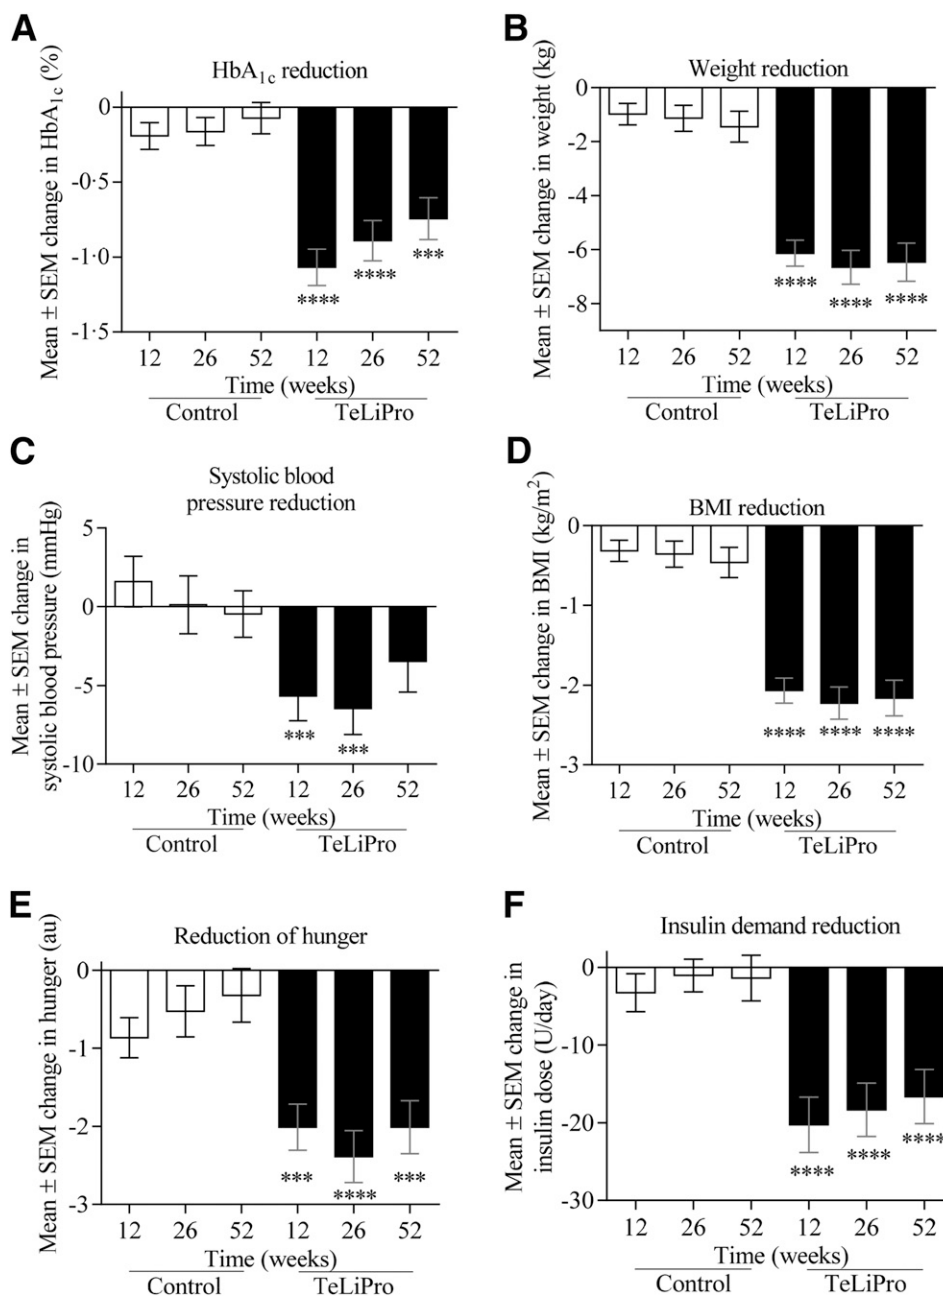 A
HbA1c reduction
Mean ± SEM change in HbA1c (%)
0
-0·5
-1·0
-1·5
**** **** ***
12 26 52 12 26 52
Time (weeks)
Control TeLiPro
B
Weight reduction
Mean ± SEM change in weight (kg)
0
-2
-4
-6
-8
**** **** ****
12 26 52 12 26 52
Time (weeks)
Control TeLiPro
C
Systolic blood
pressure reduction
Mean ± SEM change in
systolic blood pressure (mmHg)
5
0
-5
-10
*** ***
12 26 52 12 26 52
Time (weeks)
Control TeLiPro
D
BMI reduction
Mean ± SEM change in BMI (kg/m²)
0
-1
-2
-3
**** **** ****
12 26 52 12 26 52
Time (weeks)
Control TeLiPro
E
Reduction of hunger
Mean ± SEM change in hunger (au)
0
-1
-2
-3
*** **** ***
12 26 52 12 26 52
Time (weeks)
Control TeLiPro
F
Insulin demand reduction
Mean ± SEM change in
insulin dose (U/day)
0
-10
-20
-30
**** **** ****
12 26 52 12 26 52
Time (weeks)
Control TeLiPro